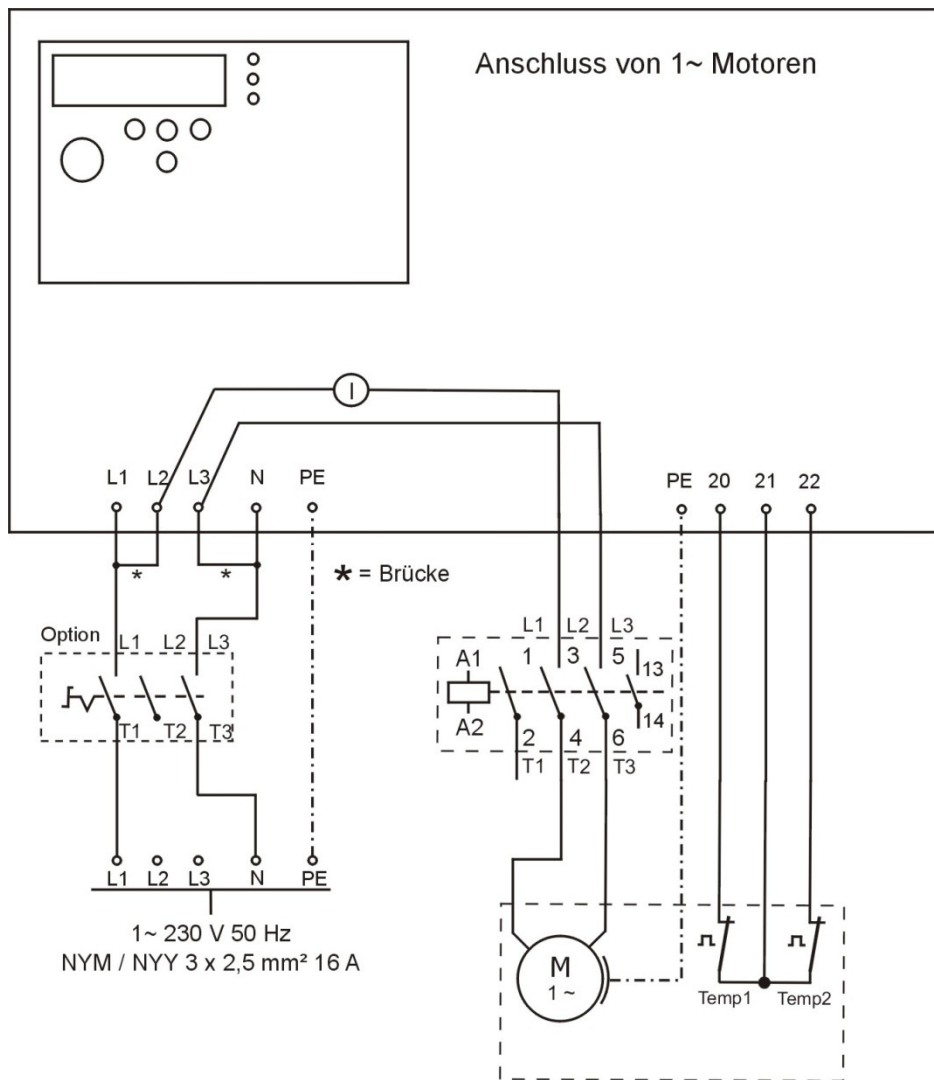 Anschluss von 1~ Motoren
I
L1 L2 L3 N PE
PE 20 21 22
* *
* = Brücke
Option
L1 L2 L3
T1 T2 T3
L1 L2 L3
A1 1 3 5 13
A2 2 4 6 14
T1 T2 T3
L1 L2 L3 N PE
1~ 230 V 50 Hz
NYM / NYY 3 x 2,5 mm² 16 A
M
1 ~
Temp1 Temp2